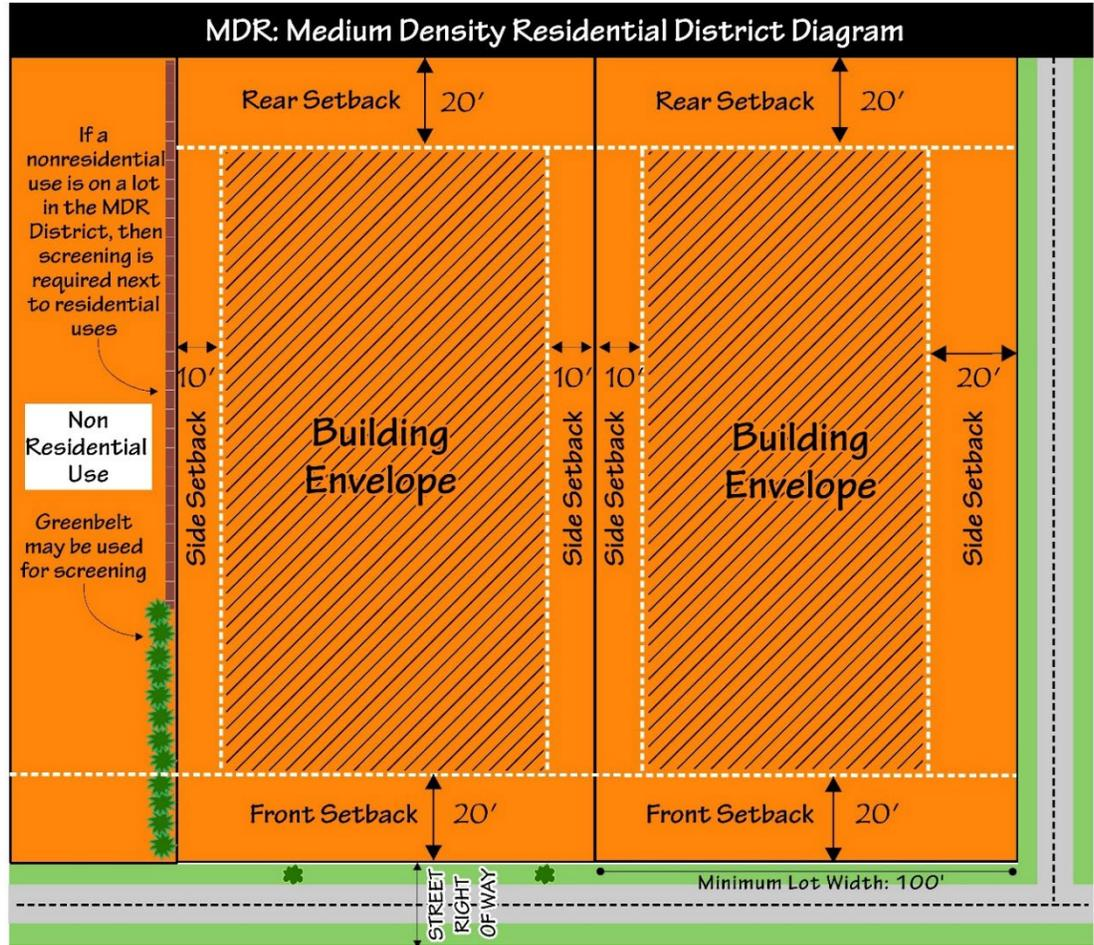 MDR: Medium Density Residential District Diagram
Rear Setback 20'
Rear Setback 20'
If a
nonresidential
use is on a lot
in the MDR
District, then
screening is
required next
to residential
uses
10'
10'
10'
20'
Non
Residential
Use
Side Setback
Building
Envelope
Side Setback
Side Setback
Building
Envelope
Side Setback
Greenbelt
may be used
for screening
Front Setback 20'
Front Setback 20'
STREET
RIGHT
OF WAY
Minimum Lot Width: 100'